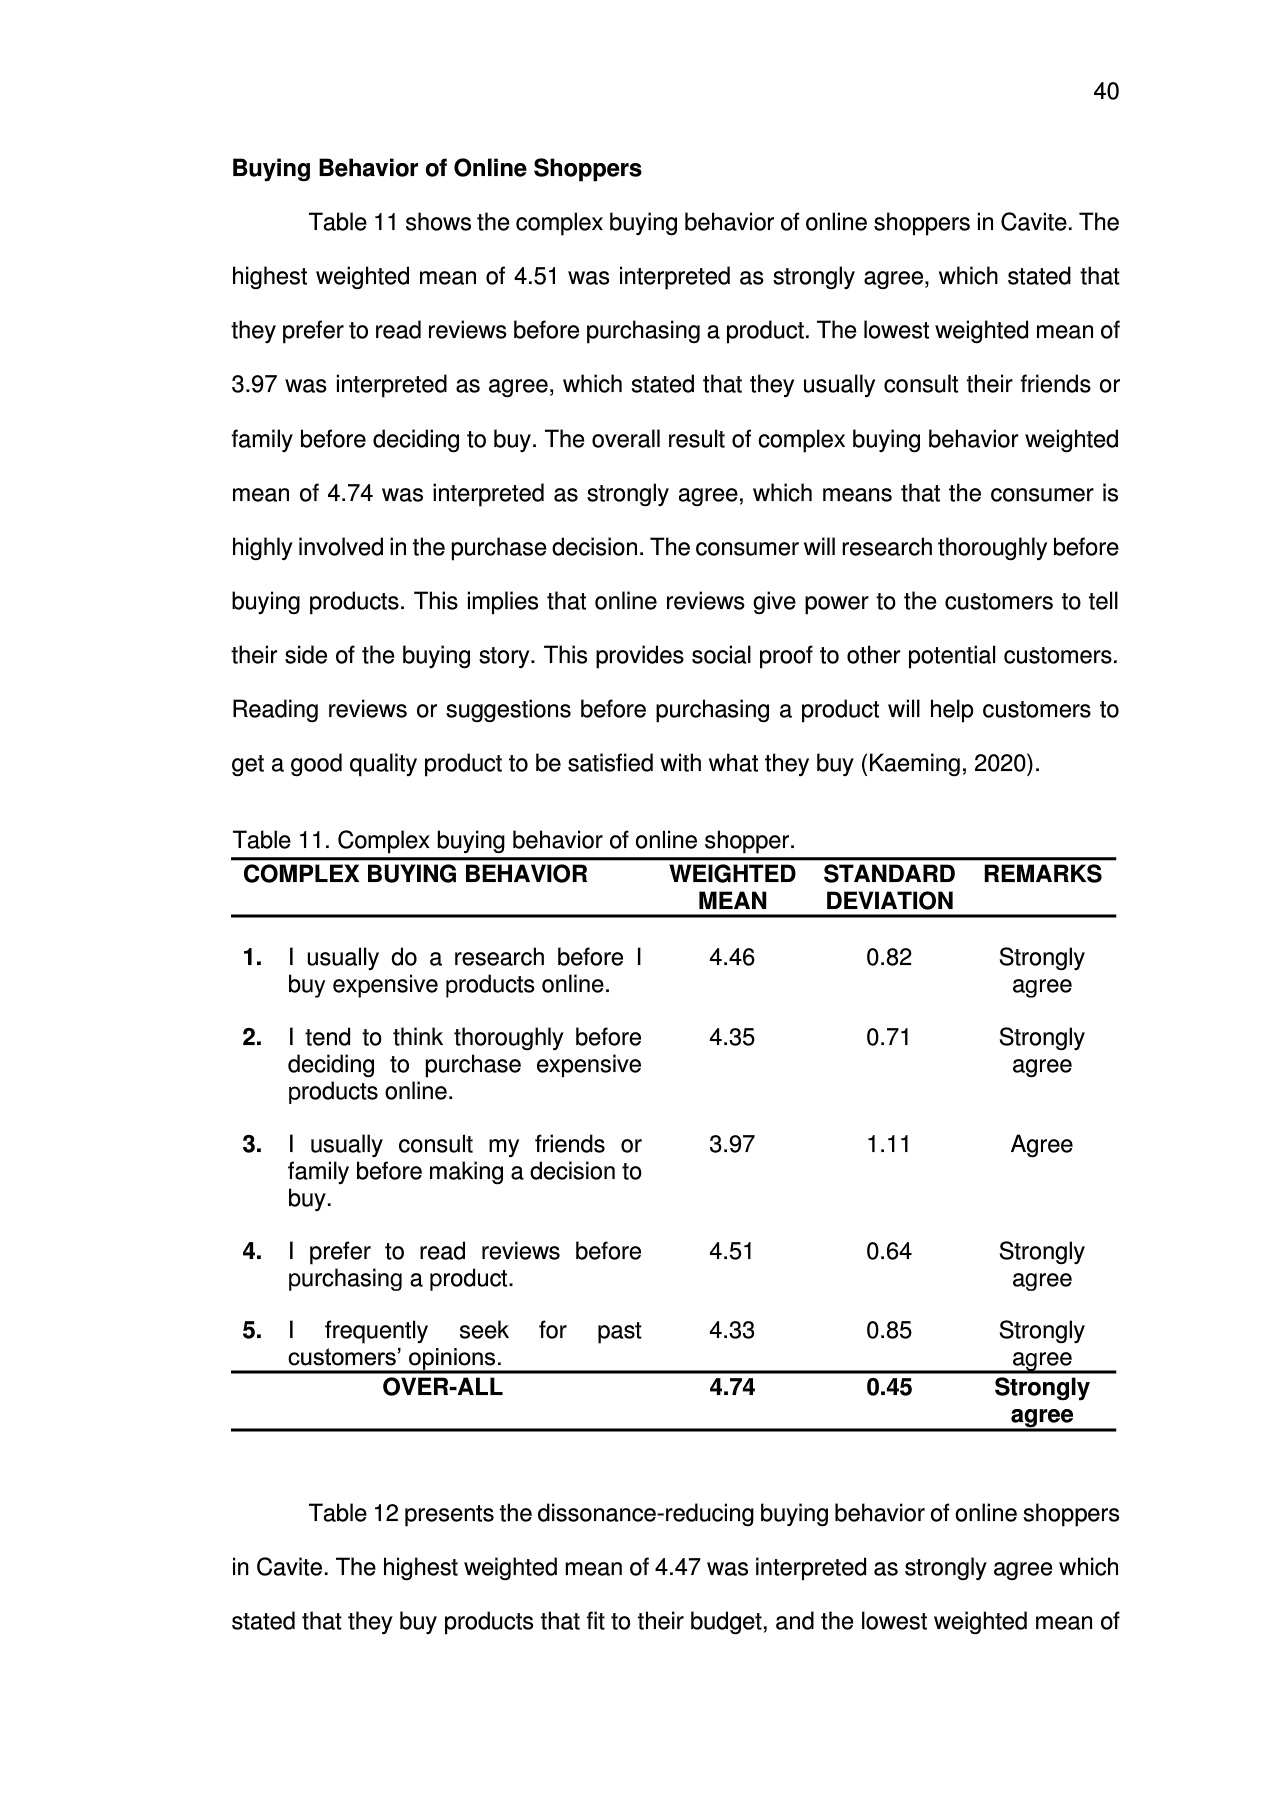 40
Buying Behavior of Online Shoppers
Table 11 shows the complex buying behavior of online shoppers in Cavite. The
highest weighted mean of 4.51 was interpreted as strongly agree, which stated that
they prefer to read reviews before purchasing a product. The lowest weighted mean of
3.97 was interpreted as agree, which stated that they usually consult their friends or
family before deciding to buy. The overall result of complex buying behavior weighted
mean of 4.74 was interpreted as strongly agree, which means that the consumer is
highly involved in the purchase decision. The consumer will research thoroughly before
buying products. This implies that online reviews give power to the customers to tell
their side of the buying story. This provides social proof to other potential customers.
Reading reviews or suggestions before purchasing a product will help customers to
get a good quality product to be satisfied with what they buy (Kaeming, 2020).
Table 11. Complex buying behavior of online shopper.
COMPLEX BUYING BEHAVIOR WEIGHTED STANDARD REMARKS
MEAN DEVIATION
1. I usually do a research before I 4.46 0.82 Strongly
buy expensive products online. agree
2. I tend to think thoroughly before 4.35 0.71 Strongly
deciding to purchase expensive agree
products online.
3. I usually consult my friends or 3.97 1.11 Agree
family before making a decision to
buy.
4. I prefer to read reviews before 4.51 0.64 Strongly
purchasing a product. agree
5. I frequently seek for past 4.33 0.85 Strongly
customers’ opinions. agree
OVER-ALL 4.74 0.45 Strongly
agree
Table 12 presents the dissonance-reducing buying behavior of online shoppers
in Cavite. The highest weighted mean of 4.47 was interpreted as strongly agree which
stated that they buy products that fit to their budget, and the lowest weighted mean of